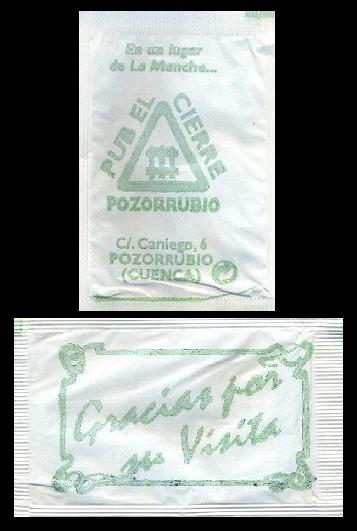 En un lugar
de La Mancha...
PUB EL CIERRE
POZORRUBIO
C/. Caniego, 6
POZORRUBIO
(CUENCA)
Gracias por
su Visita